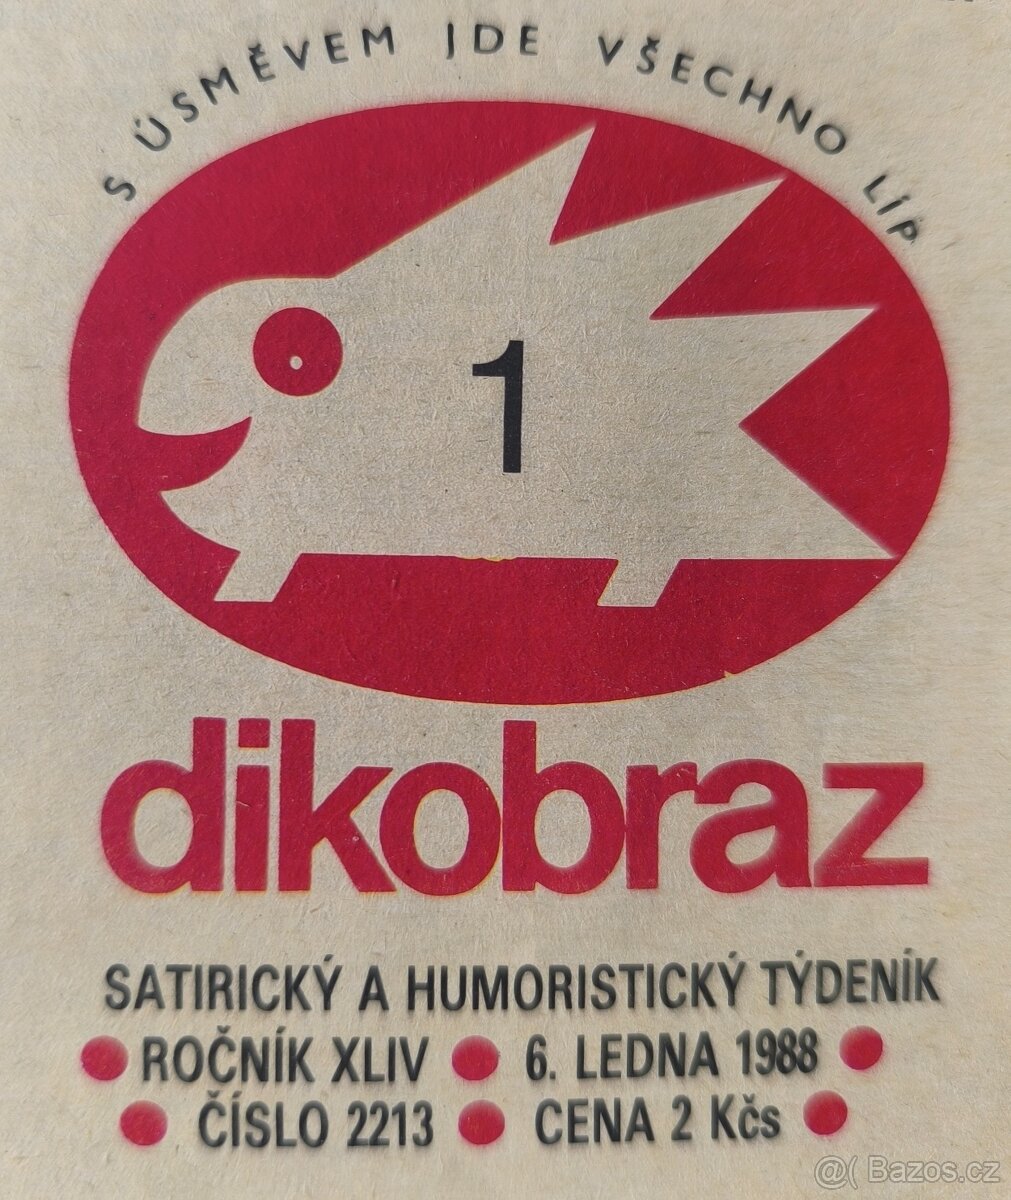 S ÚSMĚVEM JDE VŠECHNO LÍP
1
dikobraz
SATIRICKÝ A HUMORISTICKÝ TÝDENÍK
ROČNÍK XLIV • 6. LEDNA 1988
ČÍSLO 2213 • CENA 2 Kčs
@( Bazos.cz